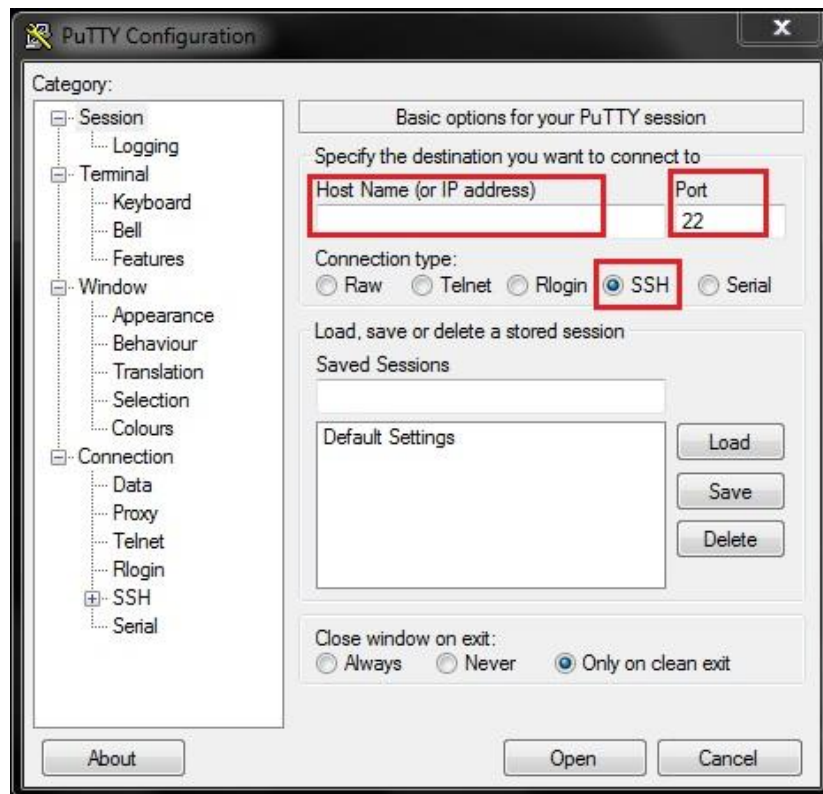 PuTTY Configuration
x
Category:
Session
Logging
Terminal
Keyboard
Bell
Features
Window
Appearance
Behaviour
Translation
Selection
Colours
Connection
Data
Proxy
Telnet
Rlogin
SSH
Serial
Basic options for your PuTTY session
Specify the destination you want to connect to
Host Name (or IP address) Port
22
Connection type:
Raw Telnet Rlogin SSH Serial
Load, save or delete a stored session
Saved Sessions
Default Settings
Load
Save
Delete
Close window on exit:
Always Never Only on clean exit
About Open Cancel